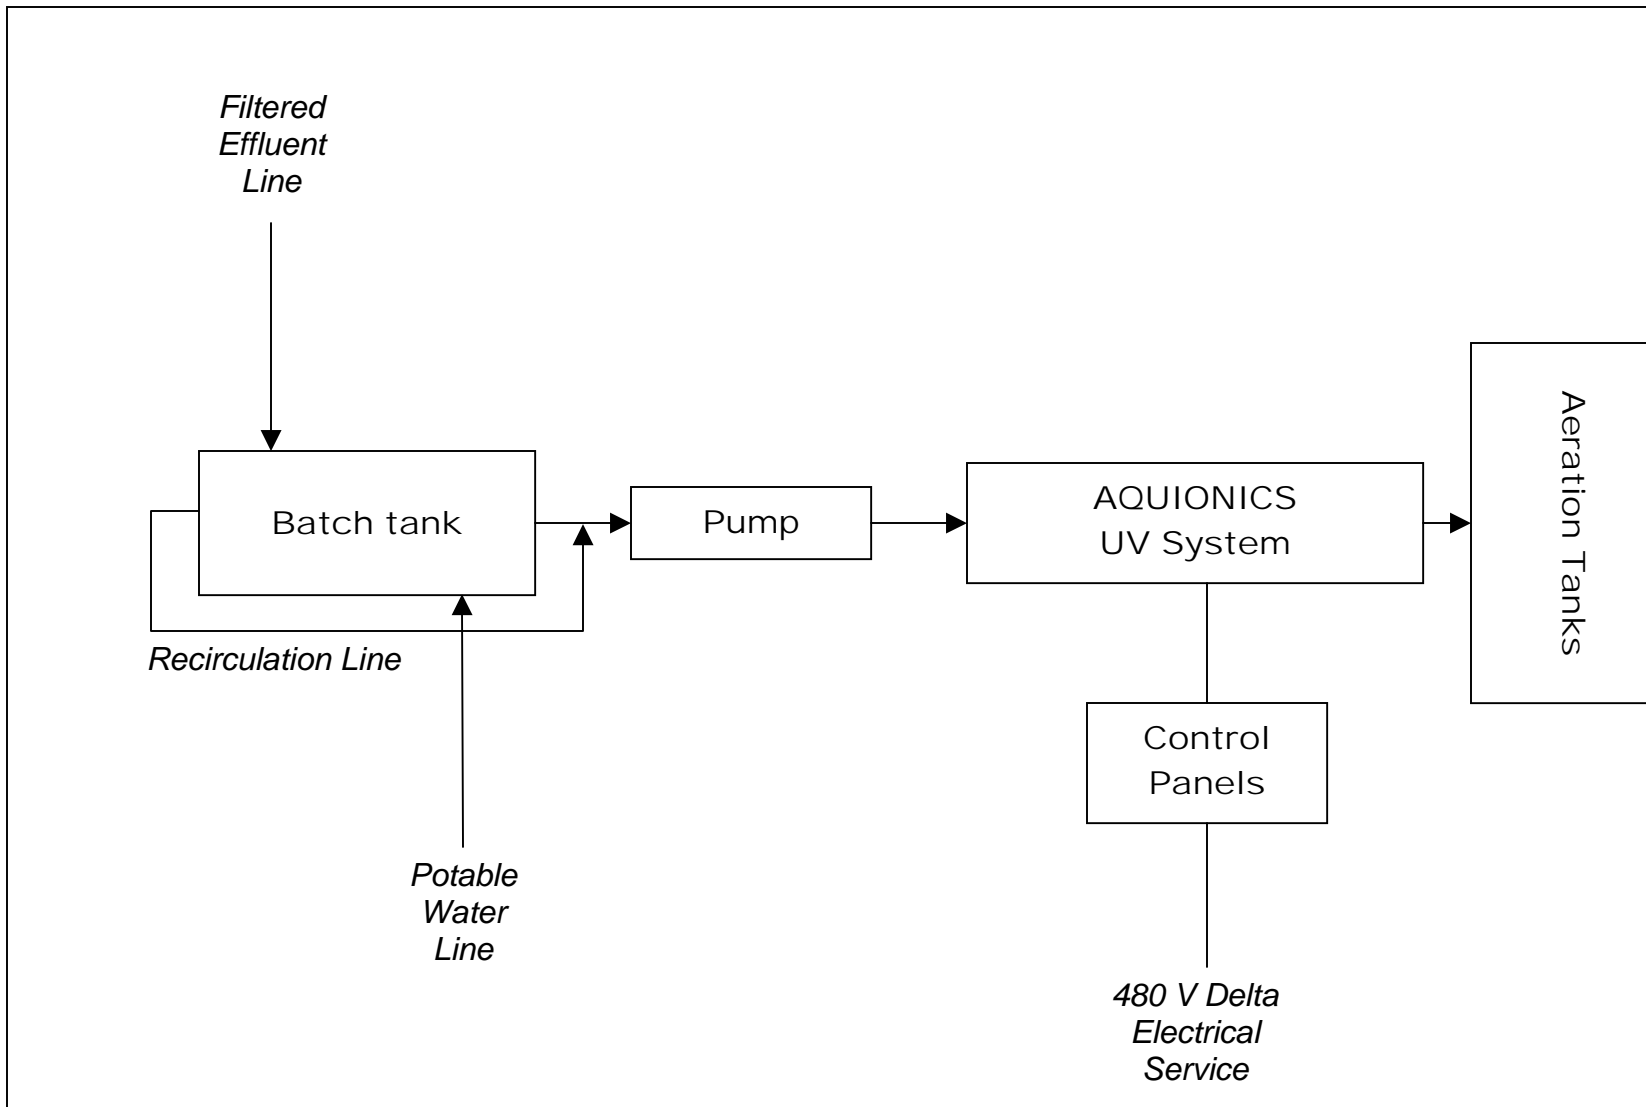 Filtered
Effluent
Line
Batch tank
Pump
AQUIONICS
UV System
Aeration Tanks
Recirculation Line
Control
Panels
Potable
Water
Line
480 V Delta
Electrical
Service